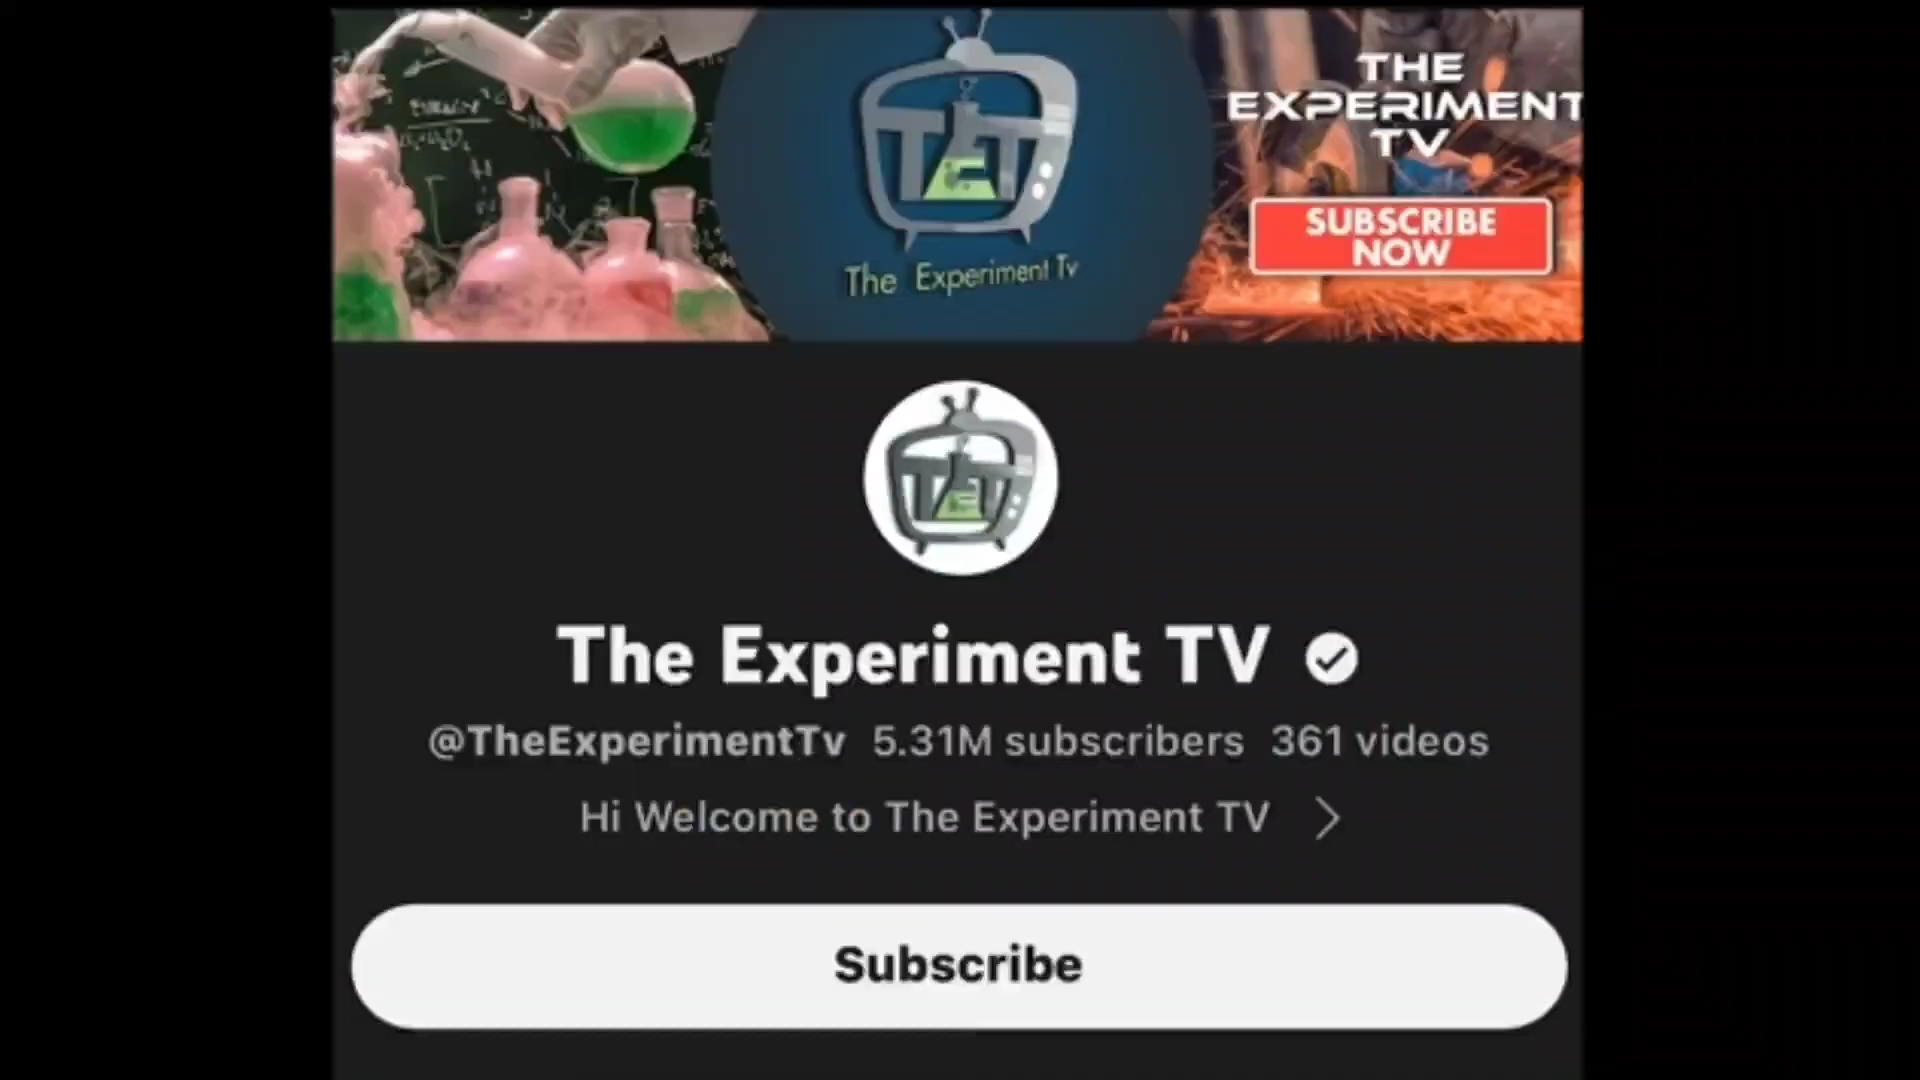 The Experiment Tv
THE
EXPERIMENT
TV
SUBSCRIBE
NOW
The Experiment TV
@TheExperimentTv 5.31M subscribers 361 videos
Hi Welcome to The Experiment TV
Subscribe